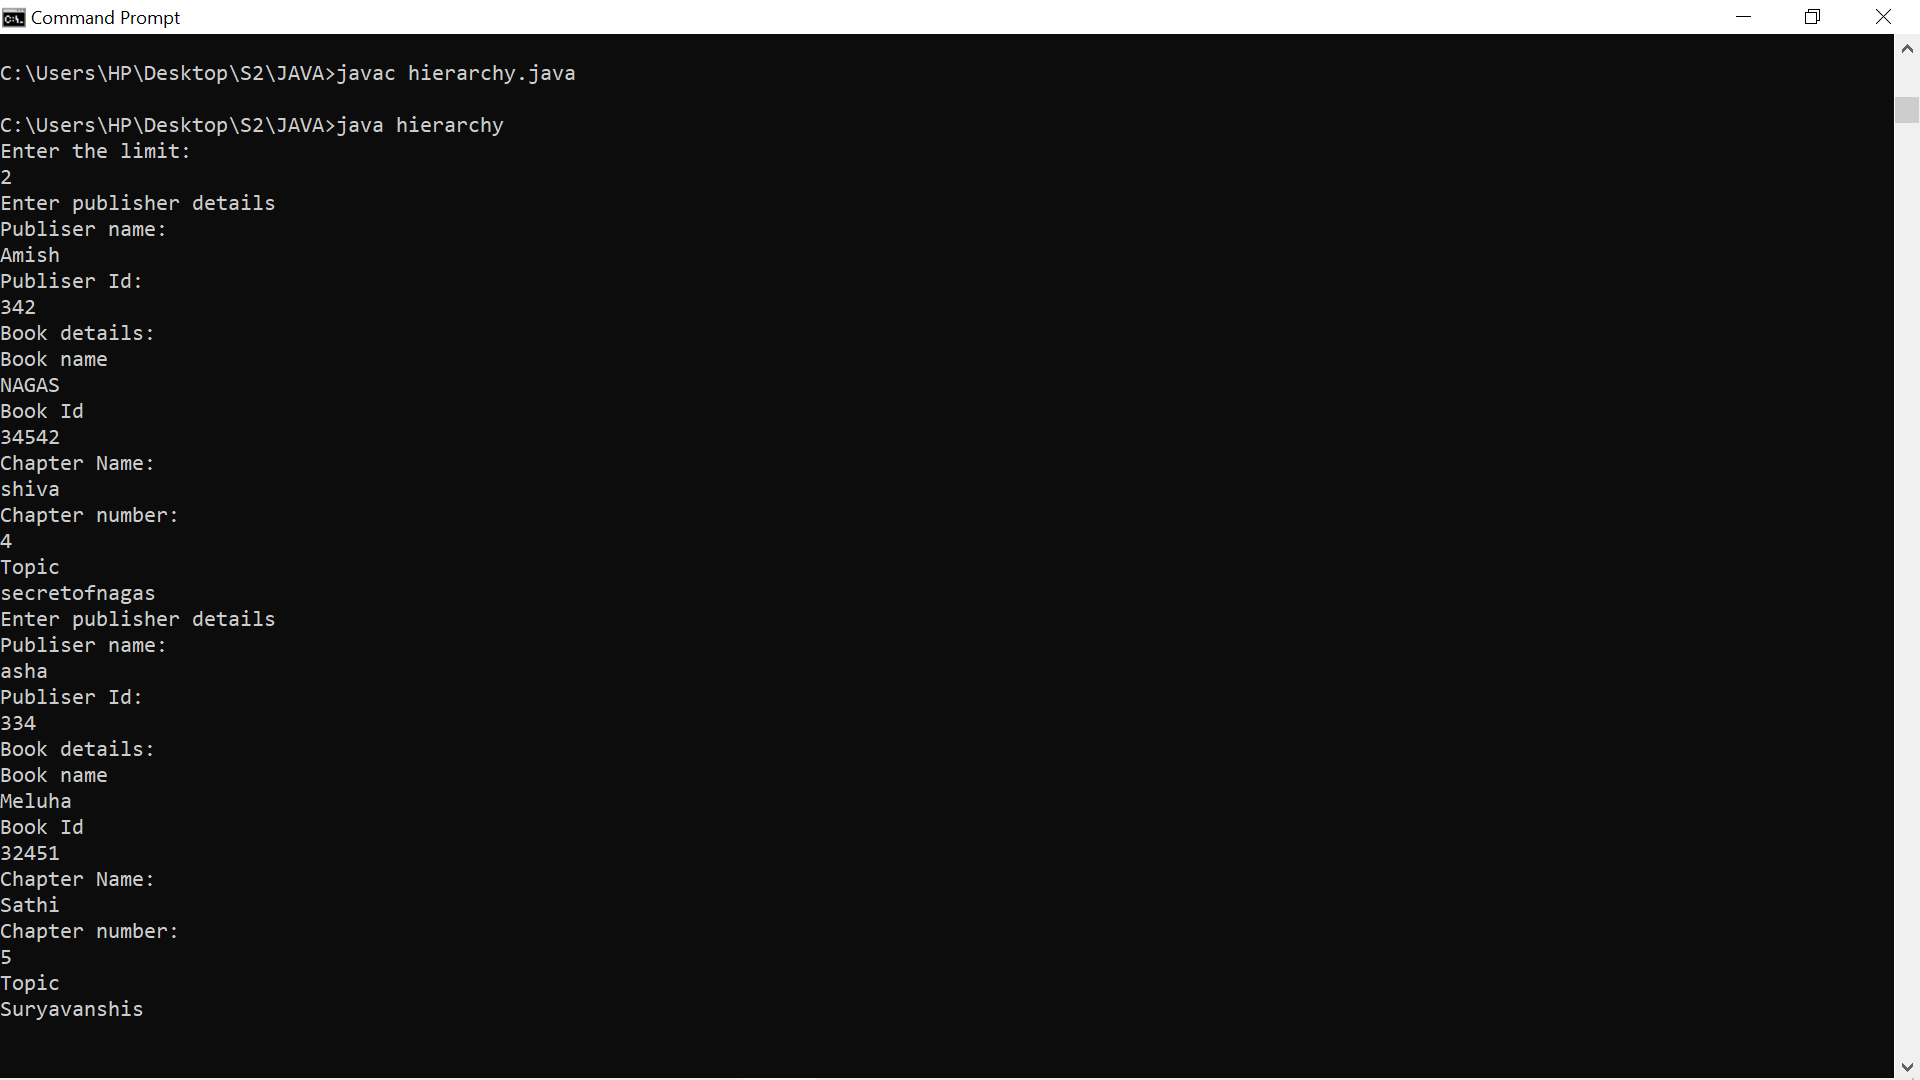 Command Prompt
C:\Users\HP\Desktop\S2\JAVA>javac hierarchy.java
C:\Users\HP\Desktop\S2\JAVA>java hierarchy
Enter the limit:
2
Enter publisher details
Publiser name:
Amish
Publiser Id:
342
Book details:
Book name
NAGAS
Book Id
34542
Chapter Name:
shiva
Chapter number:
4
Topic
secretofnagas
Enter publisher details
Publiser name:
asha
Publiser Id:
334
Book details:
Book name
Meluha
Book Id
32451
Chapter Name:
Sathi
Chapter number:
5
Topic
Suryavanshis